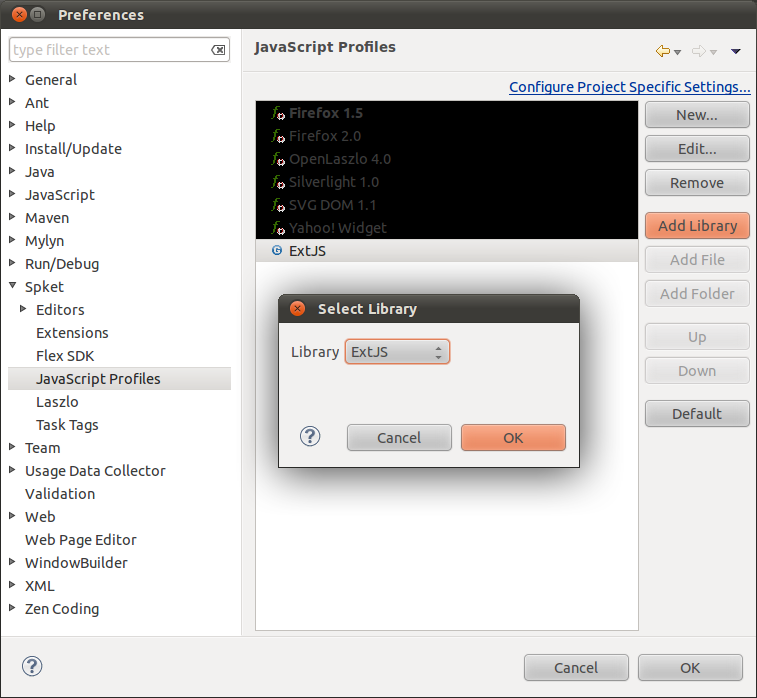 Preferences
type filter text
General
Ant
Help
Install/Update
Java
JavaScript
Maven
Mylyn
Run/Debug
Spket
Editors
Extensions
Flex SDK
JavaScript Profiles
Laszlo
Task Tags
Team
Usage Data Collector
Validation
Web
Web Page Editor
WindowBuilder
XML
Zen Coding
JavaScript Profiles
Configure Project Specific Settings...
Firefox 1.5
Firefox 2.0
OpenLaszlo 4.0
Silverlight 1.0
SVG DOM 1.1
Yahoo! Widget
ExtJS
New...
Edit...
Remove
Add Library
Add File
Add Folder
Up
Down
Default
Select Library
Library ExtJS
Cancel OK
Cancel OK